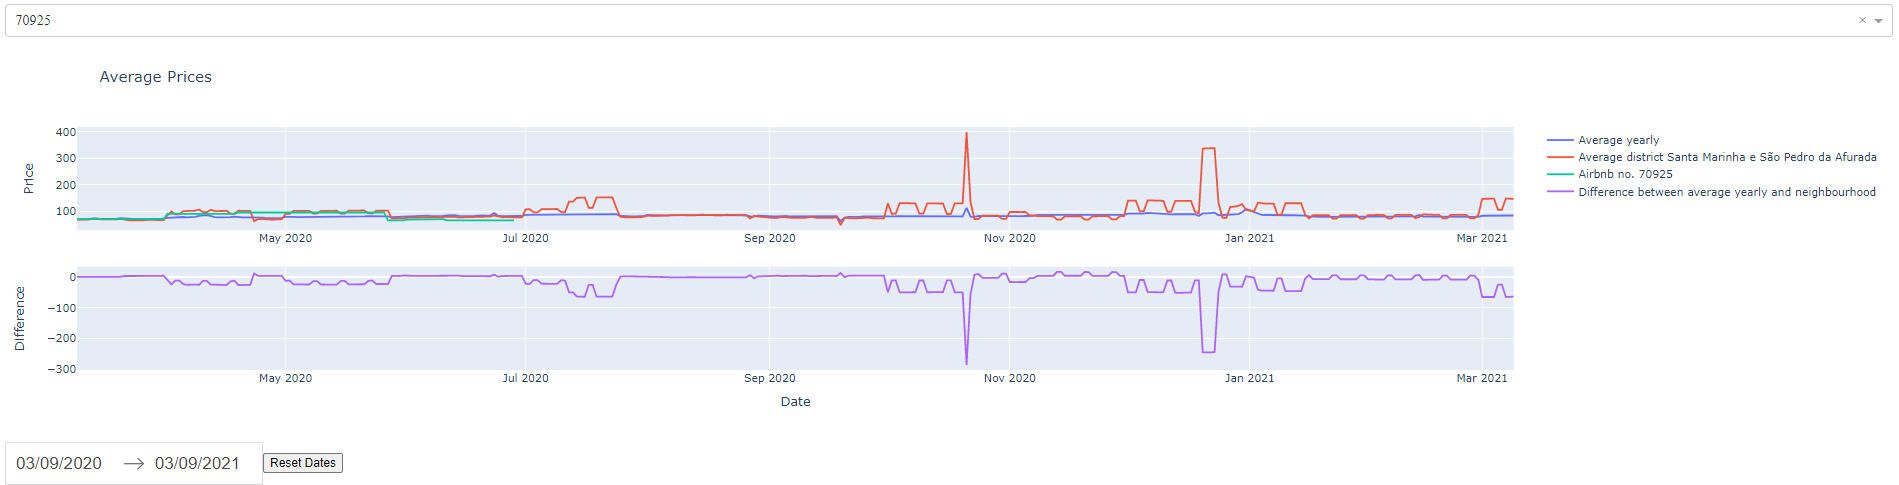 70925
× 
Average Prices
400
300
200
100
Price
May 2020 Jul 2020 Sep 2020 Nov 2020 Jan 2021 Mar 2021
Average yearly
Average district Santa Marinha e São Pedro da Afurada
Airbnb no. 70925
Difference between average yearly and neighbourhood
0
−100
−200
−300
Difference
May 2020 Jul 2020 Sep 2020 Nov 2020 Jan 2021 Mar 2021
Date
03/09/2020 → 03/09/2021 Reset Dates